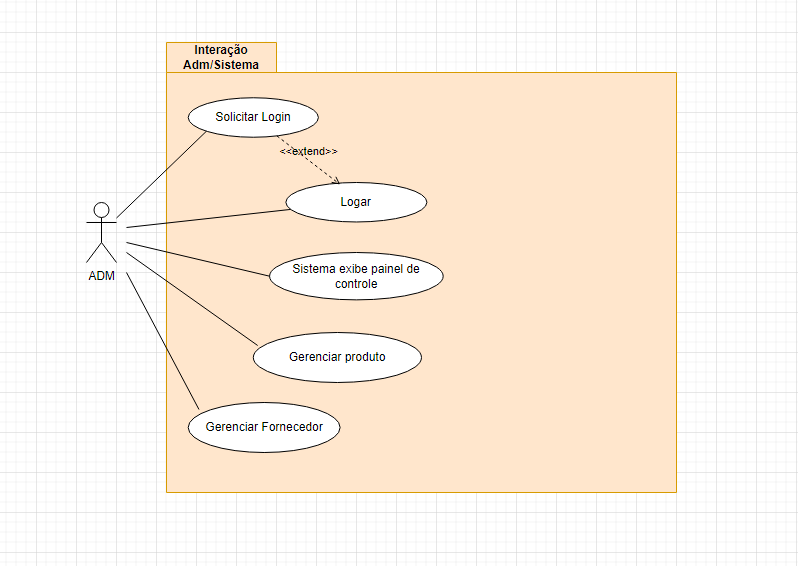 Interação
Adm/Sistema
Solicitar Login
<<extend>>
Logar
ADM
Sistema exibe painel de
controle
Gerenciar produto
Gerenciar Fornecedor